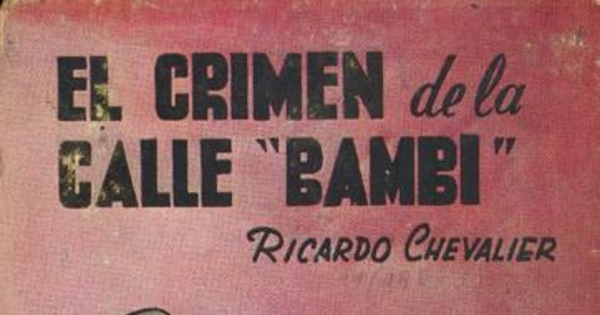 EL CRIMEN de la
CALLE "BAMBI"
RICARDO CHEVALIER